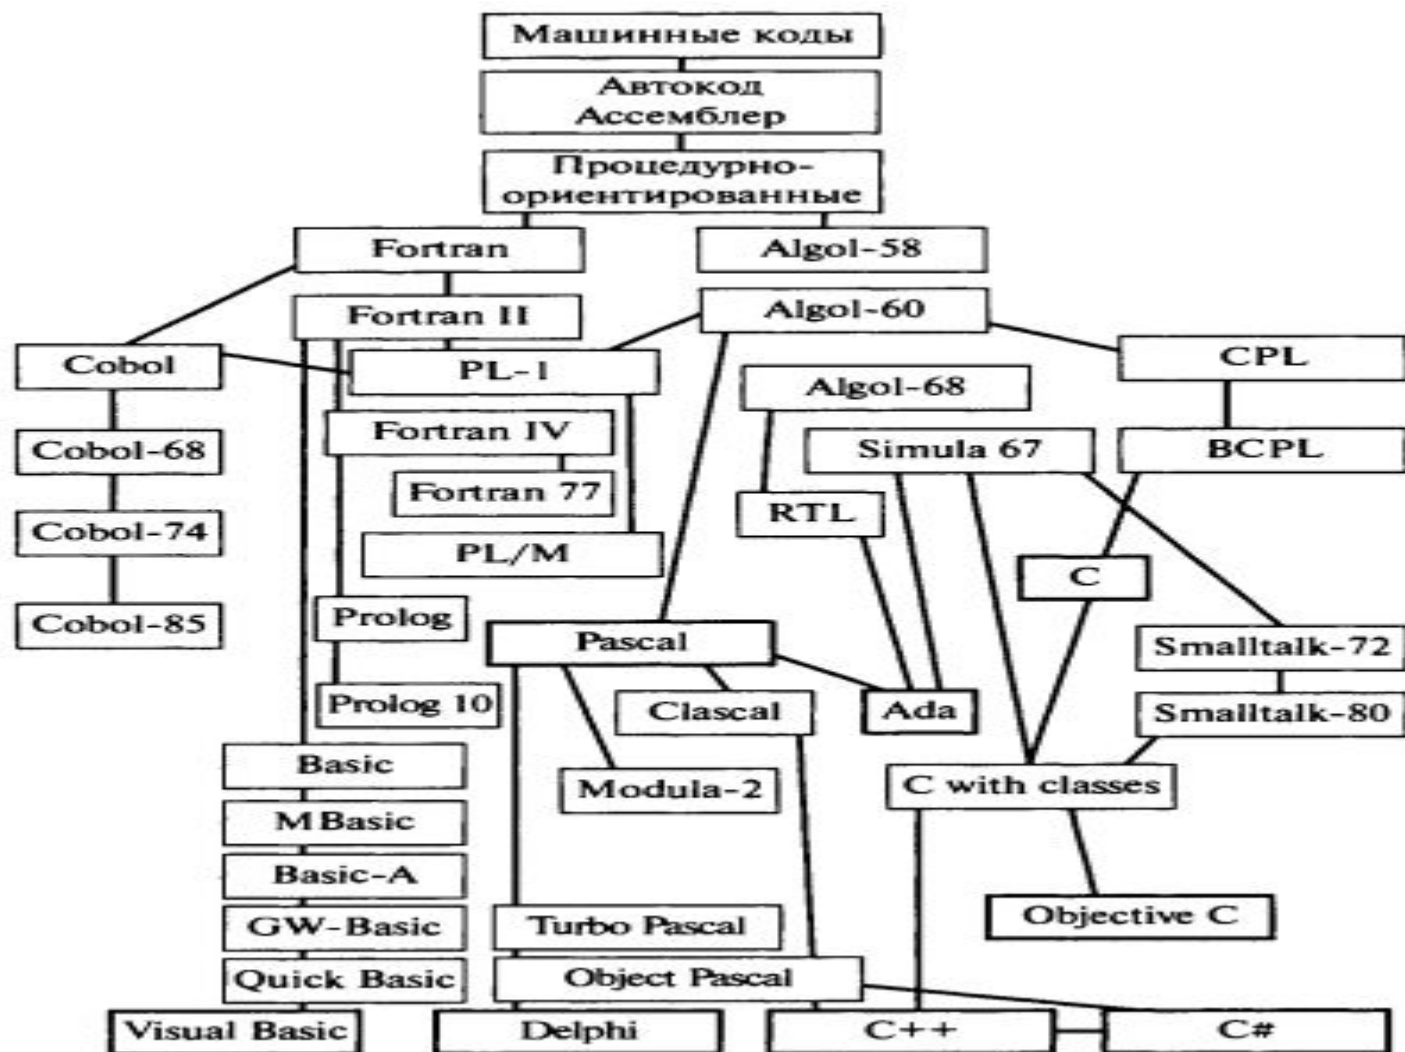 Машинные коды
Автокод
Ассемблер
Процедурно-
ориентированные
Fortran
Algol-58
Fortran II
Algol-60
Cobol
PL-1
CPL
Algol-68
Fortran IV
Cobol-68
Simula 67
BCPL
Fortran 77
RTL
Cobol-74
PL/M
C
Prolog
Cobol-85
Pascal
Smalltalk-72
Prolog 10
Clascal
Ada
Smalltalk-80
Basic
Modula-2
C with classes
MBasic
Basic-A
GW-Basic
Turbo Pascal
Objective C
Quick Basic
Object Pascal
Visual Basic
Delphi
C++
C#